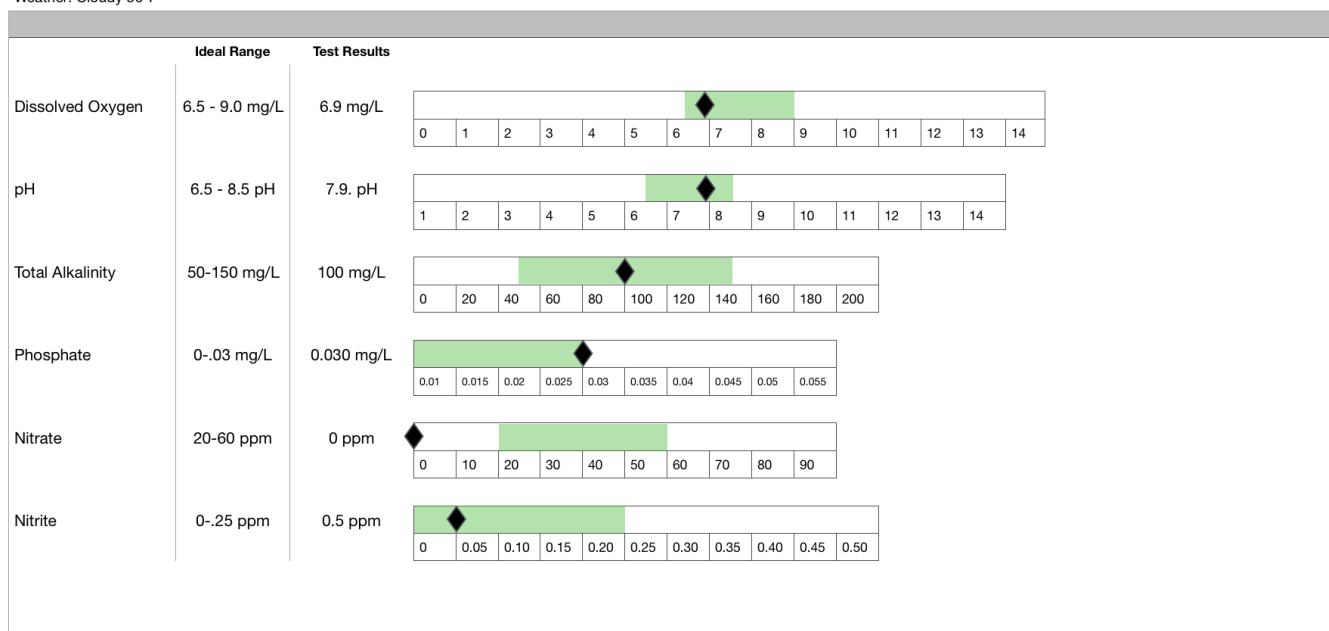 Ideal Range Test Results
Dissolved Oxygen 6.5 - 9.0 mg/L 6.9 mg/L
0 1 2 3 4 5 6 7 8 9 10 11 12 13 14
pH 6.5 - 8.5 pH 7.9. pH
1 2 3 4 5 6 7 8 9 10 11 12 13 14
Total Alkalinity 50-150 mg/L 100 mg/L
0 20 40 60 80 100 120 140 160 180 200
Phosphate 0-.03 mg/L 0.030 mg/L
0.01 0.015 0.02 0.025 0.03 0.035 0.04 0.045 0.05 0.055
Nitrate 20-60 ppm 0 ppm
0 10 20 30 40 50 60 70 80 90
Nitrite 0-.25 ppm 0.5 ppm
0 0.05 0.10 0.15 0.20 0.25 0.30 0.35 0.40 0.45 0.50